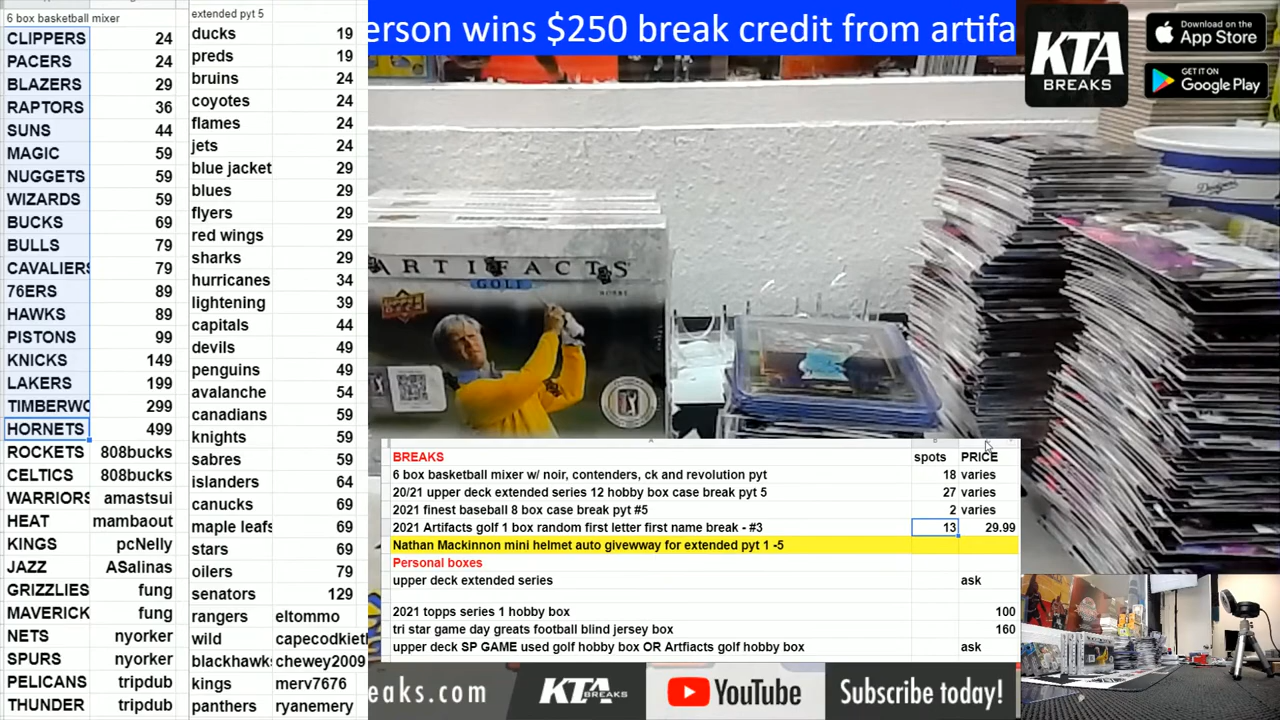 6 box basketball mixer
CLIPPERS 24
PACERS 24
BLAZERS 29
RAPTORS 36
SUNS 44
MAGIC 59
NUGGETS 59
WIZARDS 59
BUCKS 69
BULLS 79
CAVALIERS 79
76ERS 89
HAWKS 89
PISTONS 99
KNICKS 149
LAKERS 199
TIMBERWO 299
HORNETS 499
ROCKETS 808bucks
CELTICS 808bucks
WARRIORS amastsui
HEAT mambaout
KINGS pcNelly
JAZZ ASalinas
GRIZZLIES fung
MAVERICK fung
NETS nyorker
SPURS nyorker
PELICANS tripdub
THUNDER tripdub
extended pyt 5
ducks 19
preds 19
bruins 24
coyotes 24
flames 24
jets 24
blue jacket 29
blues 29
flyers 29
red wings 29
sharks 29
hurricanes 34
lightening 39
capitals 44
devils 49
penguins 49
avalanche 54
canadians 59
knights 59
sabres 59
islanders 64
canucks 69
maple leafs 69
stars 69
oilers 79
senators 129
rangers eltommo
wild capecodkieth
blackhawks chewey2009
kings merv7676
panthers ryanemery
erson wins $250 break credit from artifa
KTA
BREAKS
Download on the
App Store
GET IT ON
Google Play
Dodgers
ARTIFACTS
GOLF
HOBBY
UPPER DECK
PGA TOUR
BREAKS spots PRICE
6 box basketball mixer w/ noir, contenders, ck and revolution pyt 18 varies
20/21 upper deck extended series 12 hobby box case break pyt 5 27 varies
2021 finest baseball 8 box case break pyt #5 2 varies
2021 Artifacts golf 1 box random first letter first name break - #3 13 29.99
Nathan Mackinnon mini helmet auto givewway for extended pyt 1 -5
Personal boxes
upper deck extended series ask
2021 topps series 1 hobby box 100
tri star game day greats football blind jersey box 160
upper deck SP GAME used golf hobby box OR Artfiacts golf hobby box ask
eaks.com
KTA BREAKS
YouTube
Subscribe today!